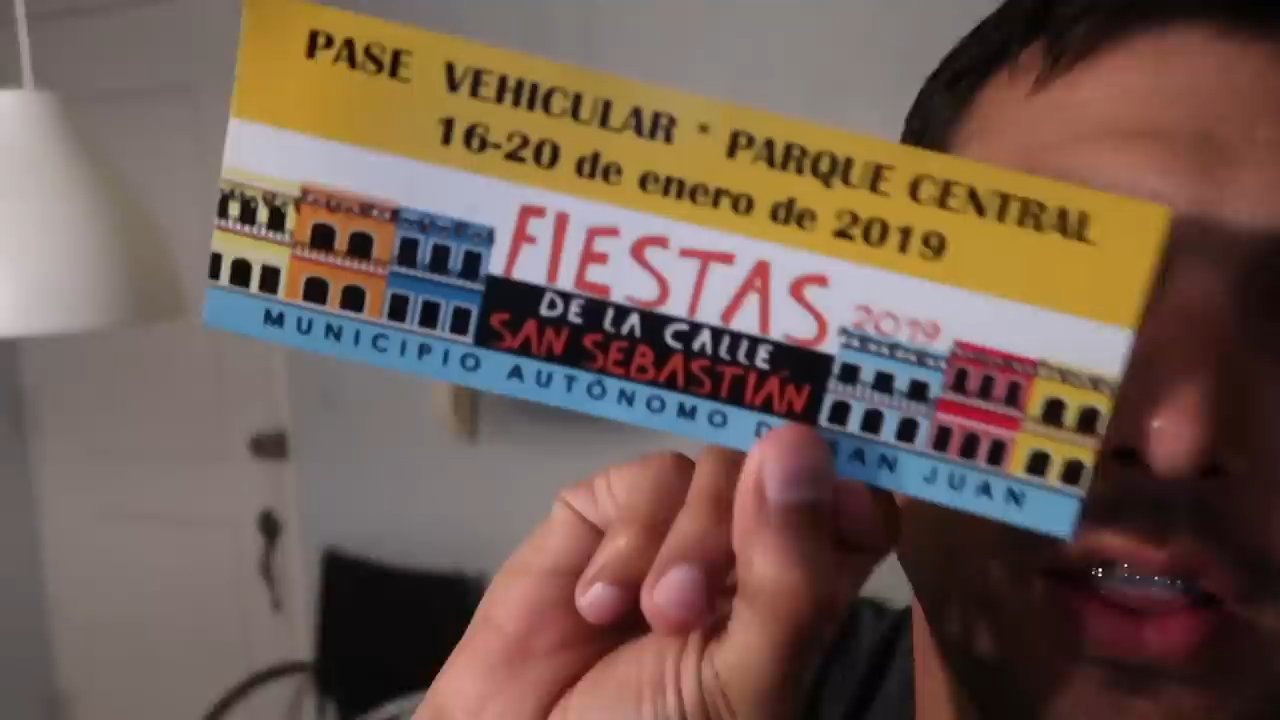 PASE VEHICULAR * PARQUE CENTRAL
16-20 de enero de 2019
FIESTAS 2019
DE LA CALLE
SAN SEBASTIÁN
MUNICIPIO AUTÓNOMO D SAN JUAN